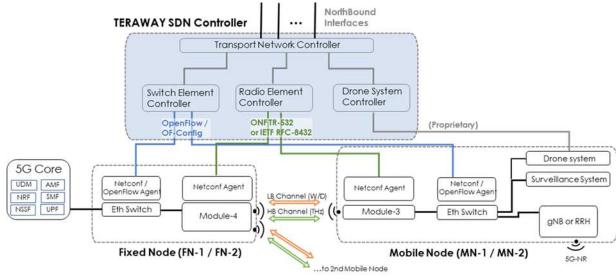 TERAWAY SDN Controller
...
NorthBound
Interfaces
Transport Network Controller
Switch Element
Controller
Radio Element
Controller
Drone System
Controller
OpenFlow /
OF-Config
ONFTR-532
or IETF RFC-8432
(Proprietary)
5G Core
UDM
AMF
NRF
SMF
NSSF
UPF
Netconf /
OpenFlow Agent
Netconf Agent
Eth Switch
Module-4
LB Channel (W/D)
HB Channel (THz)
Netconf Agent
Netconf /
OpenFlow Agent
Module-3
Eth Switch
Drone system
Surveillance System
gNB or RRH
5G-NR
Fixed Node (FN-1 / FN-2)
Mobile Node (MN-1 / MN-2)
...to 2nd Mobile Node